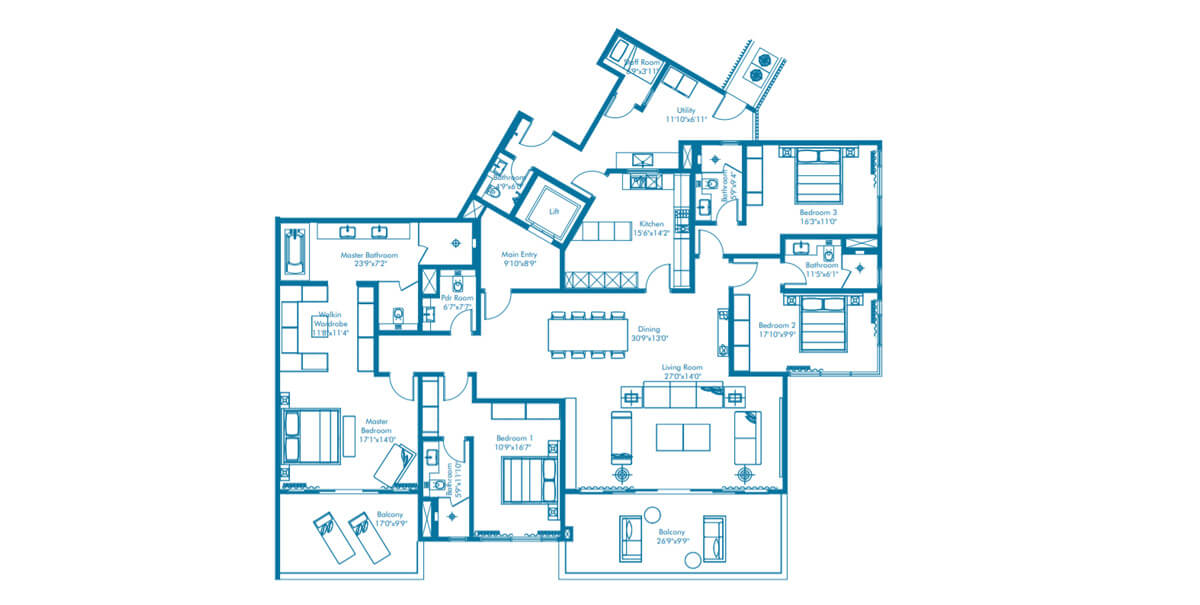 Staff Room
5'9"x3'11"
Utility
11'10"x6'11"
Bathroom
4'9"x6'0
Lift
Bathroom
5'9"x9'4"
Bedroom 3
16'3"x11'0"
Kitchen
15'6"x14'2"
Main Entry
9'10"x8'9"
Master Bathroom
23'9"x7'2"
Bathroom
11'5"x6'1"
Pdr Room
6'7"x7'7"
Walkin
Wardrobe
11'8"x11'4"
Dining
30'9"x13'0"
Bedroom 2
17'10"x9'9"
Living Room
27'0"x14'0"
Master
Bedroom
17'1"x14'0"
Bedroom 1
10'9"x16'7"
Bathroom
5'9"x11'10"
Balcony
17'0"x9'9"
Balcony
26'9"x9'9"